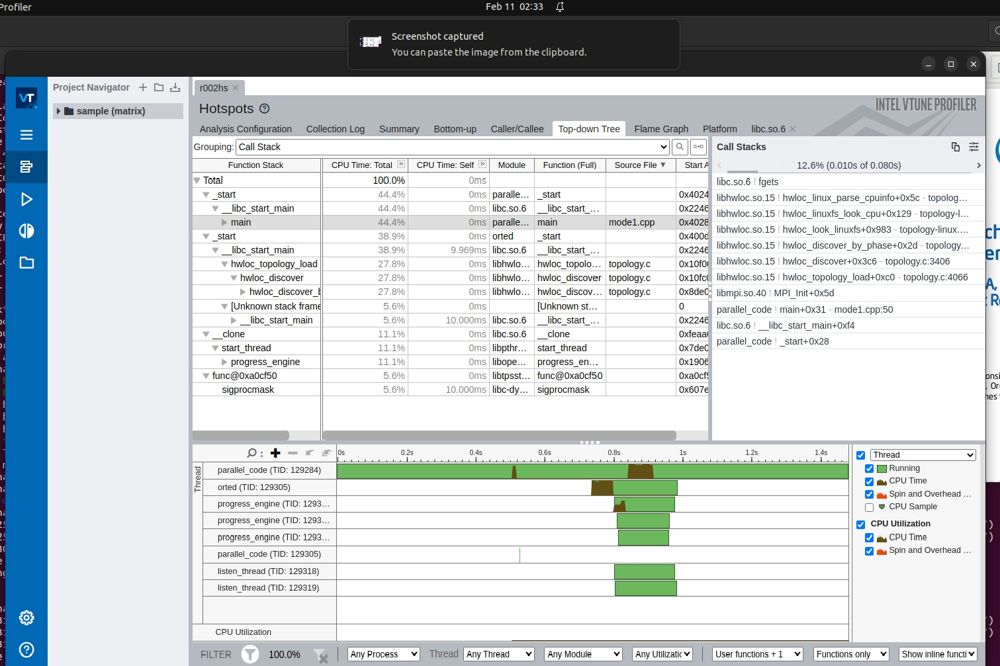 Profiler
Feb 11 02:33
Screenshot captured
You can paste the image from the clipboard.
VT
Project Navigator
sample (matrix)
r002hs
Hotspots
INTEL VTUNE PROFILER
Analysis Configuration Collection Log Summary Bottom-up Caller/Callee Top-down Tree Flame Graph Platform libc.so.6
Grouping: Call Stack
Function Stack CPU Time: Total CPU Time: Self Module Function (Full) Source File Start A
Total 100.0% 0ms
_start 44.4% 0ms paralle... _start 0x4024
__libc_start_main 44.4% 0ms libc.so.6 __libc_start_... 0x2246
main 44.4% 0ms paralle... main mode1.cpp 0x4028
_start 38.9% 0ms orted _start 0x400d
__libc_start_main 38.9% 9.969ms libc.so.6 __libc_start_... 0x2246
hwloc_topology_load 27.8% 0ms libhwlo... hwloc_topolo... topology.c 0x10f00
hwloc_discover 27.8% 0ms libhwlo... hwloc_discover topology.c 0x10fc0
hwloc_discover_b 27.8% 0ms libhwlo... hwloc_discov... topology.c 0x8de0
[Unknown stack frame 5.6% 0ms [Unknown st... 0
__libc_start_main 5.6% 10.000ms libc.so.6 __libc_start_... 0x2246
__clone 11.1% 0ms libc.so.6 __clone 0xfeaa
start_thread 11.1% 0ms libpthr... start_thread 0x7de0
progress_engine 11.1% 0ms libope... progress_en... 0x1906
func@0xa0cf50 5.6% 0ms libtpsst... func@0xa0cf50 0xa0cf5
sigprocmask 5.6% 10.000ms libc-dy... sigprocmask 0x607e
Call Stacks
12.6% (0.010s of 0.080s)
libc.so.6 ! fgets
libhwloc.so.15 ! hwloc_linux_parse_cpuinfo+0x5c - topolog...
libhwloc.so.15 ! hwloc_linuxfs_look_cpu+0x129 - topology-l...
libhwloc.so.15 ! hwloc_look_linuxfs+0x983 - topology-linux....
libhwloc.so.15 ! hwloc_discover_by_phase+0x2d - topology...
libhwloc.so.15 ! hwloc_discover+0x3c6 - topology.c:3406
libhwloc.so.15 ! hwloc_topology_load+0xc0 - topology.c:4066
libmpi.so.40 ! MPI_Init+0x5d
parallel_code ! main+0x31 - mode1.cpp:50
libc.so.6 ! __libc_start_main+0xf4
parallel_code ! _start+0x28
0s 0.2s 0.4s 0.6s 0.8s 1s 1.2s 1.4s
Thread
parallel_code (TID: 129284)
orted (TID: 129305)
progress_engine (TID: 1293...
progress_engine (TID: 1293...
progress_engine (TID: 1293...
parallel_code (TID: 129305)
listen_thread (TID: 129318)
listen_thread (TID: 129319)
CPU Utilization
Thread
Running
CPU Time
Spin and Overhead ...
CPU Sample
CPU Utilization
CPU Time
Spin and Overhead ...
FILTER 100.0% Any Process Thread Any Thread Any Module Any Utilizatic User functions + 1 Functions only Show inline functi